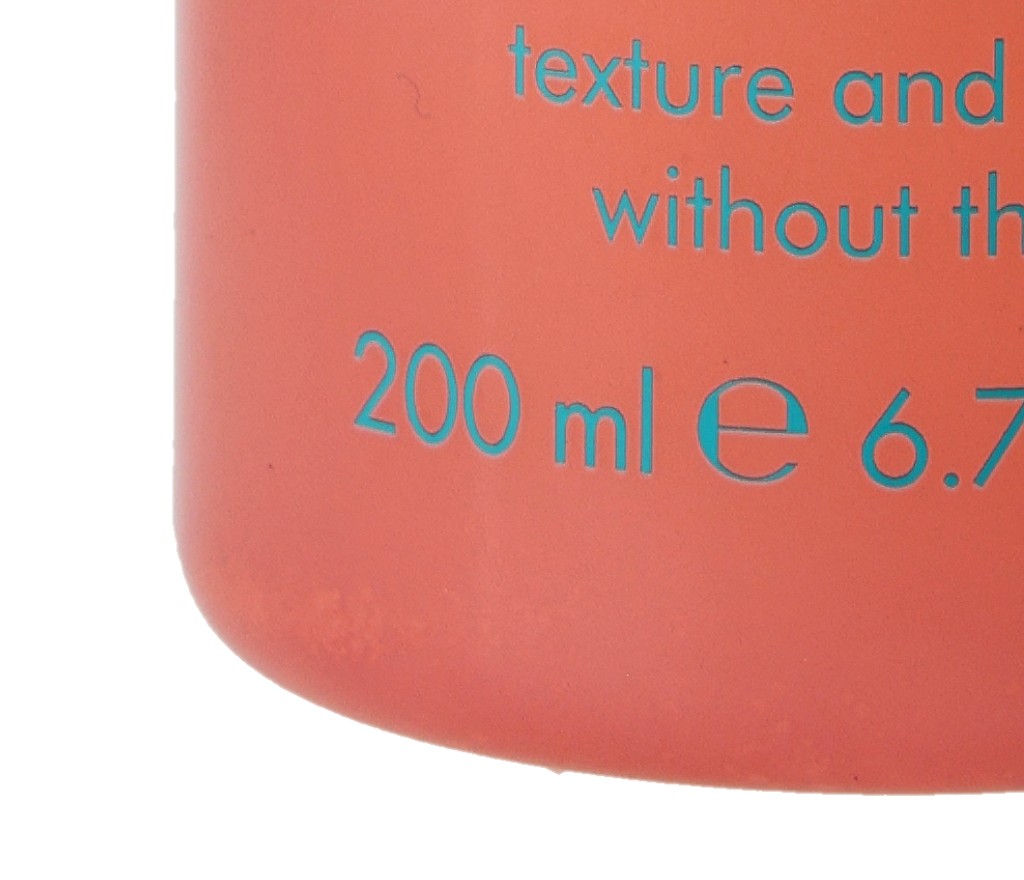 texture and
without th
200 ml e 6.7